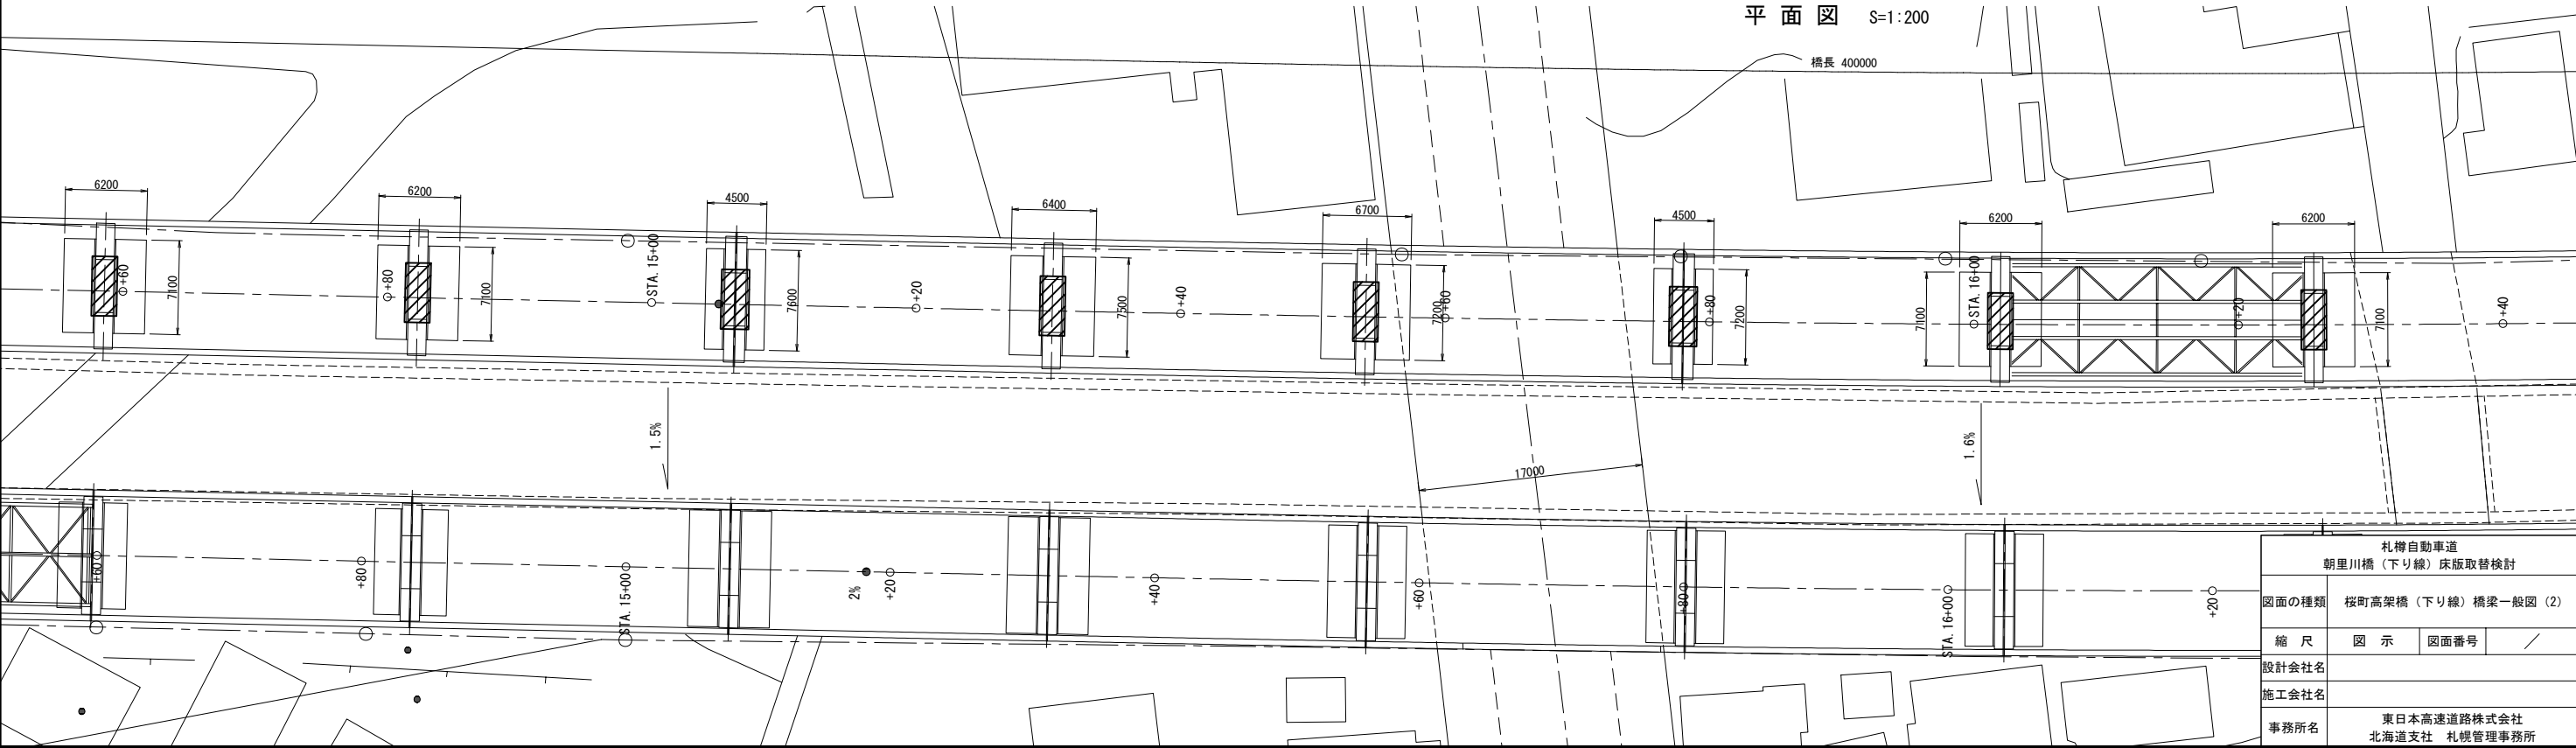 平面図 S=1:200
橋長 400000
6200
6200
4500
6400
6700
4500
6200
6200
+60
7100
+80
7100
STA. 15+00
7600
+20
7500
+40
7200
+60
+80
7200
7100
STA. 16+00
+20
7100
+40
1.5%
1.6%
17000
+60
+80
STA. 15+00
2%
+20
+40
+60
+80
STA. 16+00
+20
札樽自動車道
朝里川橋（下り線）床版取替検討
図面の種類 桜町高架橋（下り線）橋梁一般図（2）
縮尺 図示 図面番号 ／
設計会社名
施工会社名
事務所名 東日本高速道路株式会社
北海道支社 札幌管理事務所